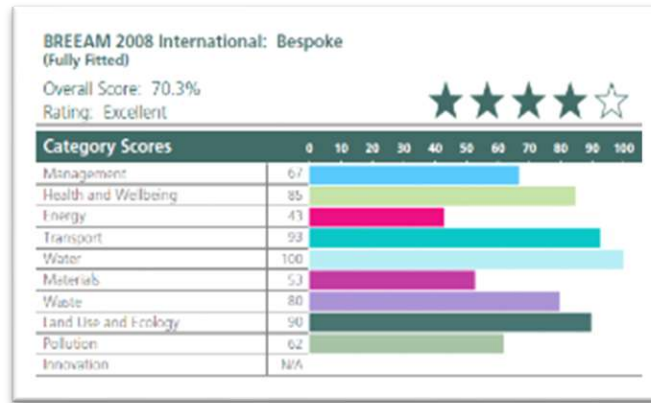 BREEAM 2008 International: Bespoke
(Fully Fitted)
Overall Score: 70.3%
Rating: Excellent
Category Scores 0 10 20 30 40 50 60 70 80 90 100
Management 67
Health and Wellbeing 85
Energy 43
Transport 93
Water 100
Materials 53
Waste 80
Land Use and Ecology 90
Pollution 62
Innovation N/A